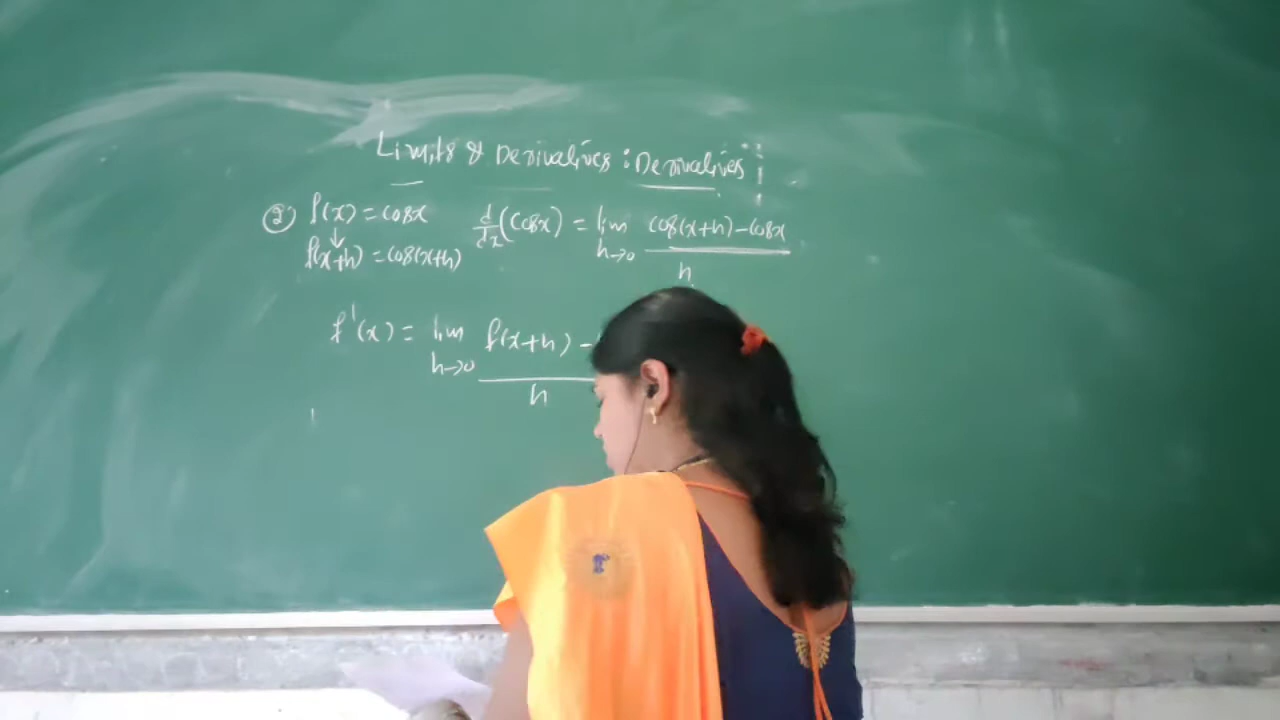 Limits & Derivatives : Derivatives :
② f(x) = cosx d/dx (cosx) = lim h→0 cos(x+h) - cosx / h
↓
f(x+h) = cos(x+h)
f'(x) = lim h→0 f(x+h) - / h